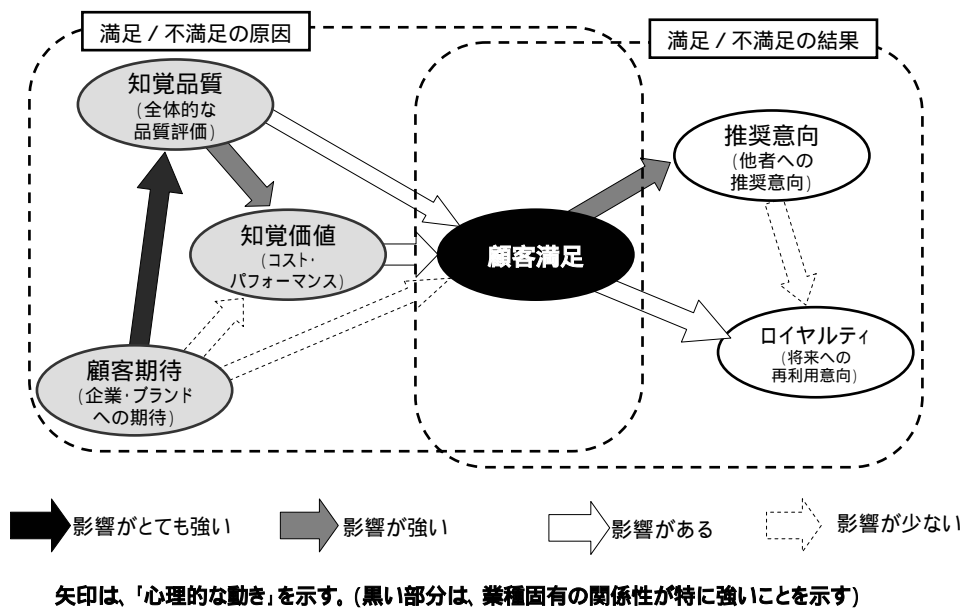 満足 / 不満足の原因
満足 / 不満足の結果
知覚品質
(全体的な
品質評価)
推奨意向
(他者への
推奨意向)
知覚価値
(コスト・
パフォーマンス)
顧客満足
顧客期待
(企業・ブランド
への期待)
ロイヤルティ
(将来への
再利用意向)
影響がとても強い
影響が強い
影響がある
影響が少ない
矢印は、「心理的な動き」を示す。(黒い部分は、業種固有の関係性が特に強いことを示す)